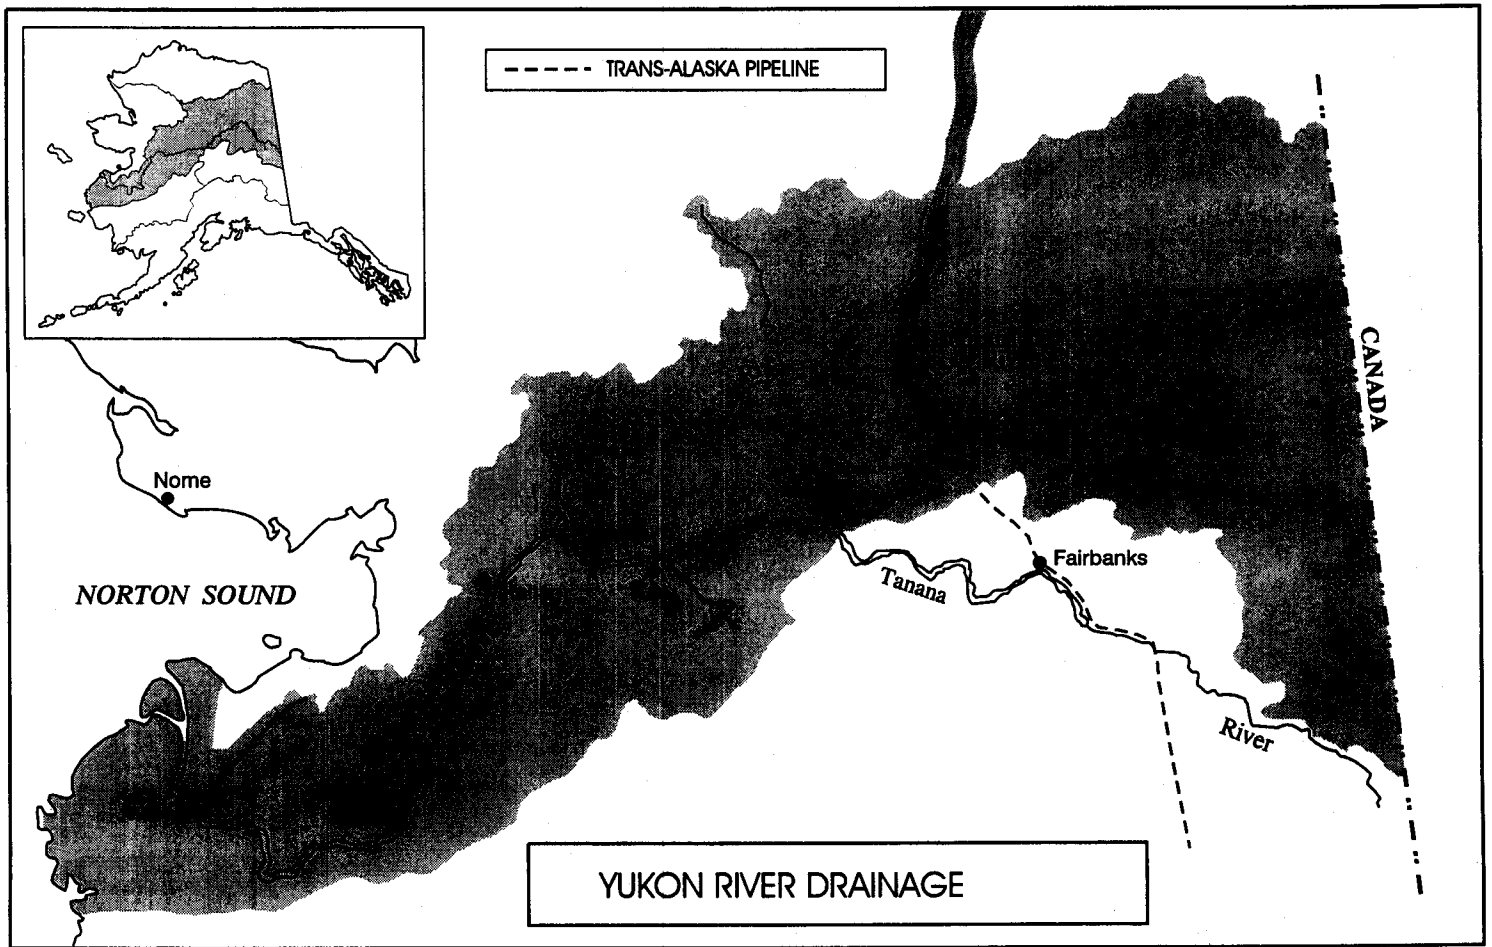 TRANS-ALASKA PIPELINE
CANADA
Nome
Fairbanks
Tanana
NORTON SOUND
River
YUKON RIVER DRAINAGE